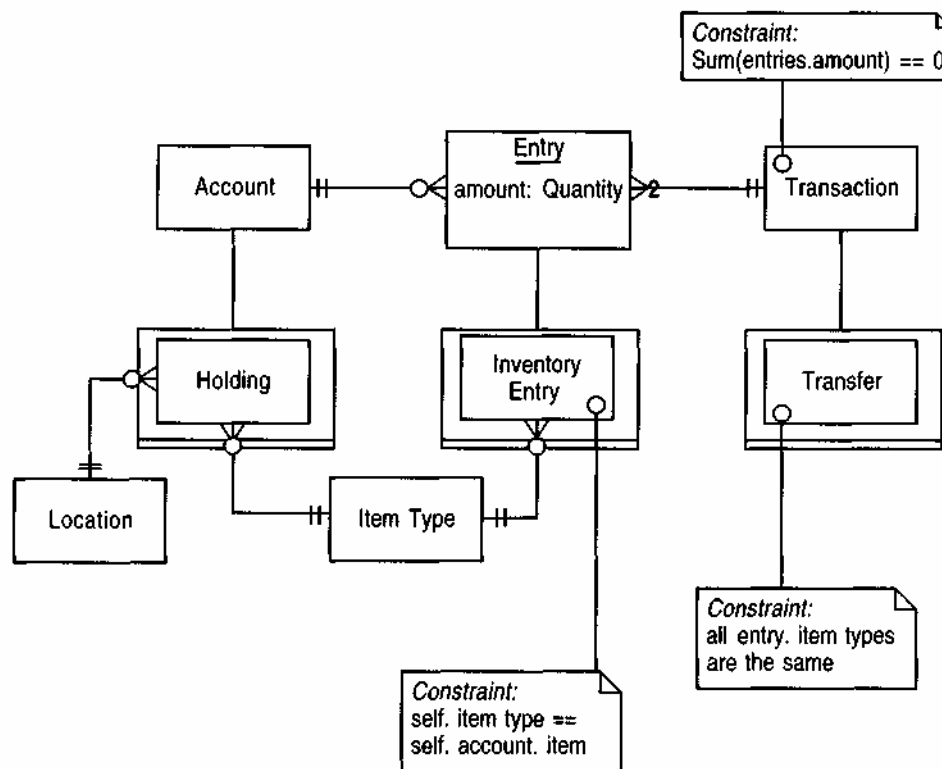 Constraint:
Sum(entries.amount) == 0
Entry
amount: Quantity
Account
2
Transaction
Holding
Inventory
Entry
Transfer
Location
Item Type
Constraint:
all entry. item types
are the same
Constraint:
self. item type ==
self. account. item